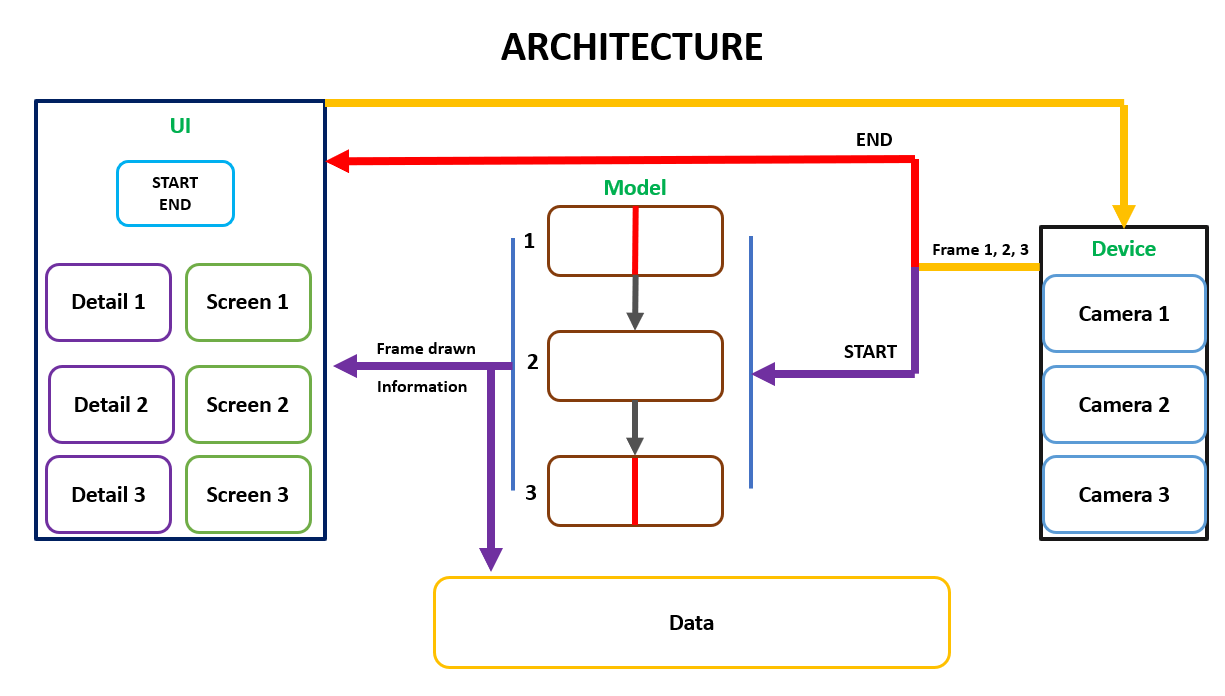 ARCHITECTURE
UI
START
END
Detail 1
Screen 1
Detail 2
Screen 2
Detail 3
Screen 3
Frame drawn
Information
Model
1
2
3
END
START
Frame 1, 2, 3
Device
Camera 1
Camera 2
Camera 3
Data